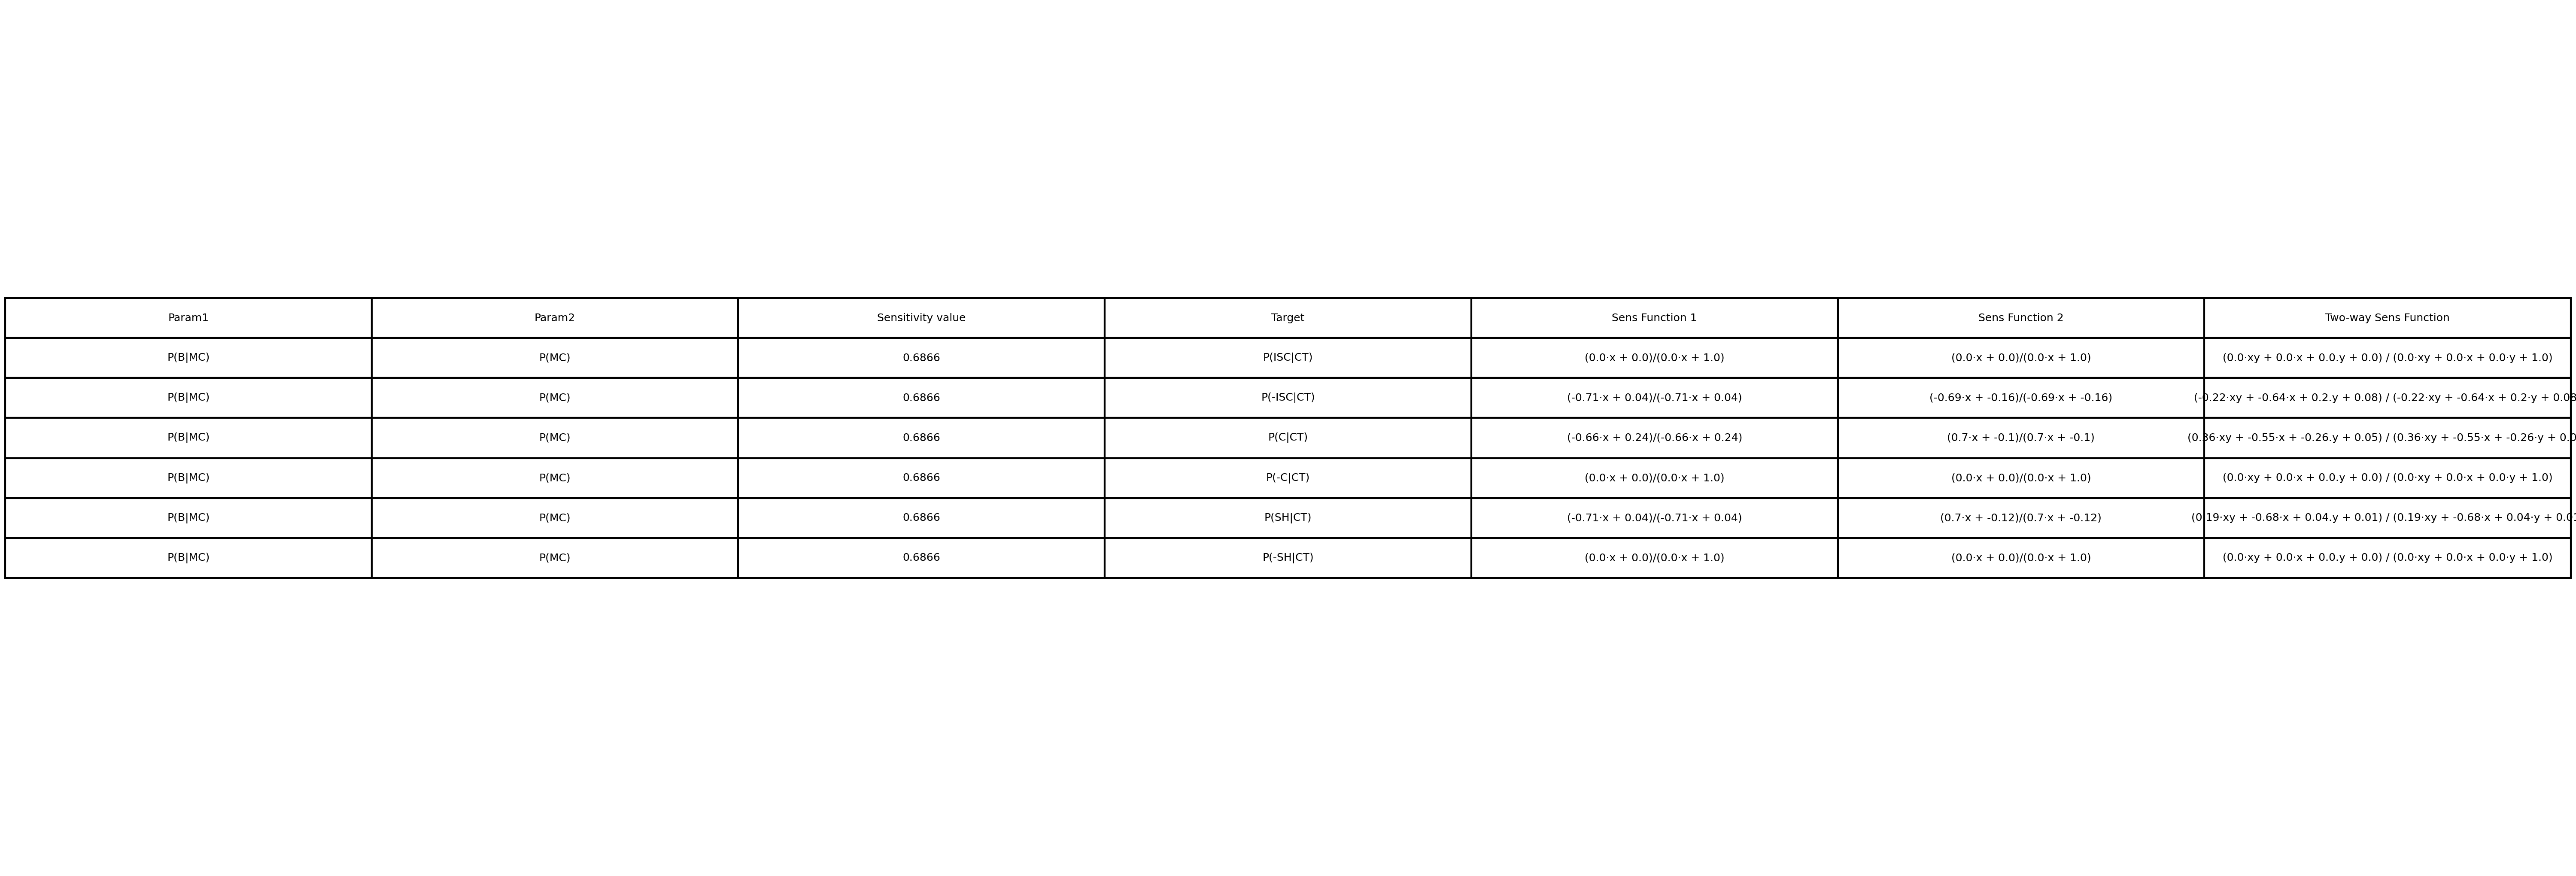 Param1 Param2 Sensitivity value Target Sens Function 1 Sens Function 2 Two-way Sens Function
P(B|MC) P(MC) 0.6866 P(ISC|CT) (0.0·x + 0.0)/(0.0·x + 1.0) (0.0·x + 0.0)/(0.0·x + 1.0) (0.0·xy + 0.0·x + 0.0.y + 0.0) / (0.0·xy + 0.0·x + 0.0·y + 1.0)
P(B|MC) P(MC) 0.6866 P(-ISC|CT) (-0.71·x + 0.04)/(-0.71·x + 0.04) (-0.69·x + -0.16)/(-0.69·x + -0.16) (-0.22·xy + -0.64·x + 0.2.y + 0.08) / (-0.22·xy + -0.64·x + 0.2·y + 0.08
P(B|MC) P(MC) 0.6866 P(C|CT) (-0.66·x + 0.24)/(-0.66·x + 0.24) (0.7·x + -0.1)/(0.7·x + -0.1) (0.36·xy + -0.55·x + -0.26.y + 0.05) / (0.36·xy + -0.55·x + -0.26·y + 0.0
P(B|MC) P(MC) 0.6866 P(-C|CT) (0.0·x + 0.0)/(0.0·x + 1.0) (0.0·x + 0.0)/(0.0·x + 1.0) (0.0·xy + 0.0·x + 0.0.y + 0.0) / (0.0·xy + 0.0·x + 0.0·y + 1.0)
P(B|MC) P(MC) 0.6866 P(SH|CT) (-0.71·x + 0.04)/(-0.71·x + 0.04) (0.7·x + -0.12)/(0.7·x + -0.12) (0.19·xy + -0.68·x + 0.04.y + 0.01) / (0.19·xy + -0.68·x + 0.04·y + 0.01
P(B|MC) P(MC) 0.6866 P(-SH|CT) (0.0·x + 0.0)/(0.0·x + 1.0) (0.0·x + 0.0)/(0.0·x + 1.0) (0.0·xy + 0.0·x + 0.0.y + 0.0) / (0.0·xy + 0.0·x + 0.0·y + 1.0)